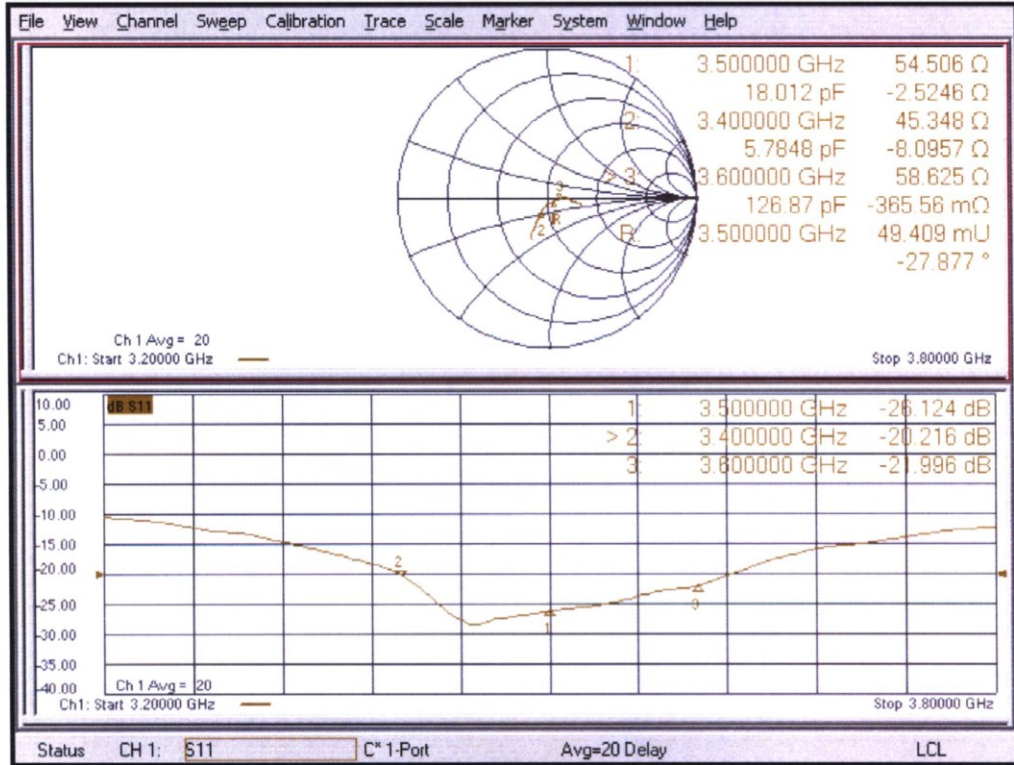 File View Channel Sweep Calibration Trace Scale Marker System Window Help
1: 3.500000 GHz 54.506 Ω
18.012 pF -2.5246 Ω
2: 3.400000 GHz 45.348 Ω
5.7848 pF -8.0957 Ω
> 3: 3.600000 GHz 58.625 Ω
126.87 pF -365.56 mΩ
R: 3.500000 GHz 49.409 mU
-27.877 °
3
2
R
Ch 1 Avg = 20
Ch1: Start 3.20000 GHz
Stop 3.80000 GHz
dB S11
1: 3.500000 GHz -26.124 dB
> 2: 3.400000 GHz -20.216 dB
3: 3.600000 GHz -21.996 dB
10.00
5.00
0.00
-5.00
-10.00
-15.00
-20.00
-25.00
-30.00
-35.00
-40.00
2
1
Ch 1 Avg = 20
Ch1: Start 3.20000 GHz
Stop 3.80000 GHz
Status CH 1: S11 C* 1-Port Avg=20 Delay LCL